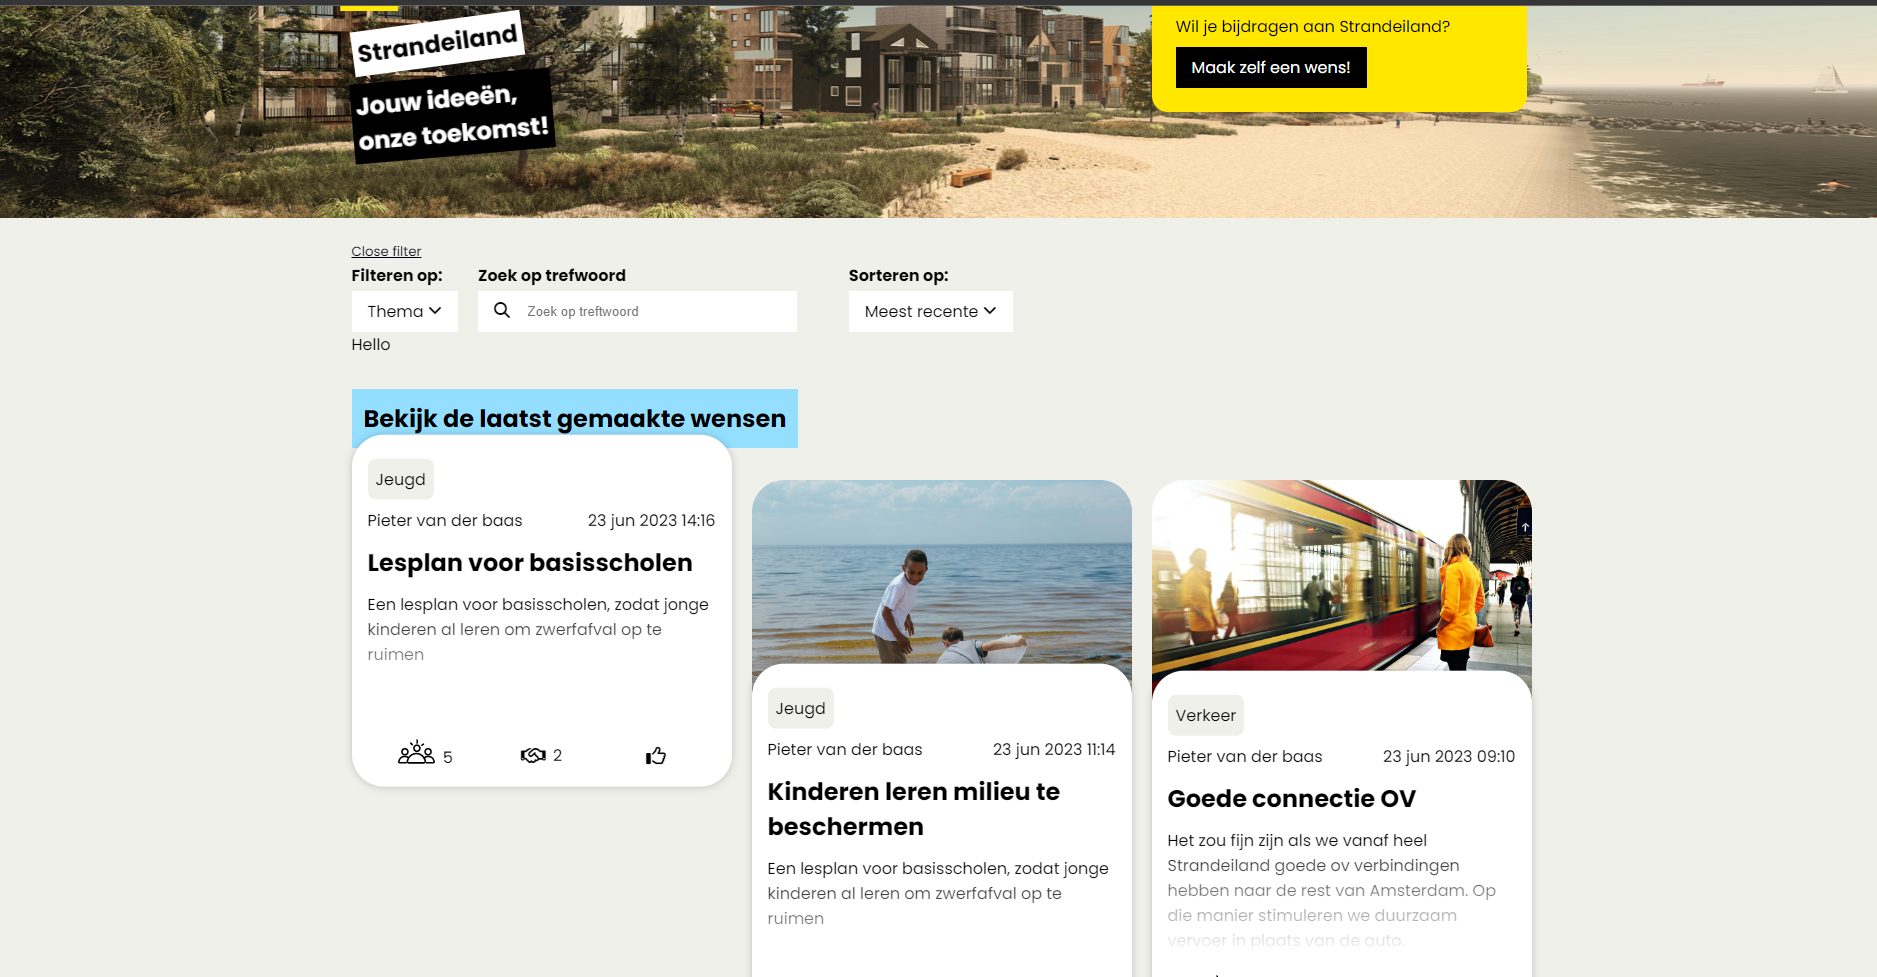 Strandeiland
Jouw ideeën,
onze toekomst!
Wil je bijdragen aan Strandeiland?
Maak zelf een wens!
Close filter
Filteren op:
Zoek op trefwoord
Sorteren op:
Thema
Zoek op treftwoord
Meest recente
Hello
Bekijk de laatst gemaakte wensen
Jeugd
Pieter van der baas
23 jun 2023 14:16
Lesplan voor basisscholen
Een lesplan voor basisscholen, zodat jonge
kinderen al leren om zwerfafval op te
ruimen
5
2
Jeugd
Pieter van der baas
23 jun 2023 11:14
Kinderen leren milieu te
beschermen
Een lesplan voor basisscholen, zodat jonge
kinderen al leren om zwerfafval op te
ruimen
Verkeer
Pieter van der baas
23 jun 2023 09:10
Goede connectie OV
Het zou fijn zijn als we vanaf heel
Strandeiland goede ov verbindingen
hebben naar de rest van Amsterdam. Op
die manier stimuleren we duurzaam
vervoer in plaats van de auto.